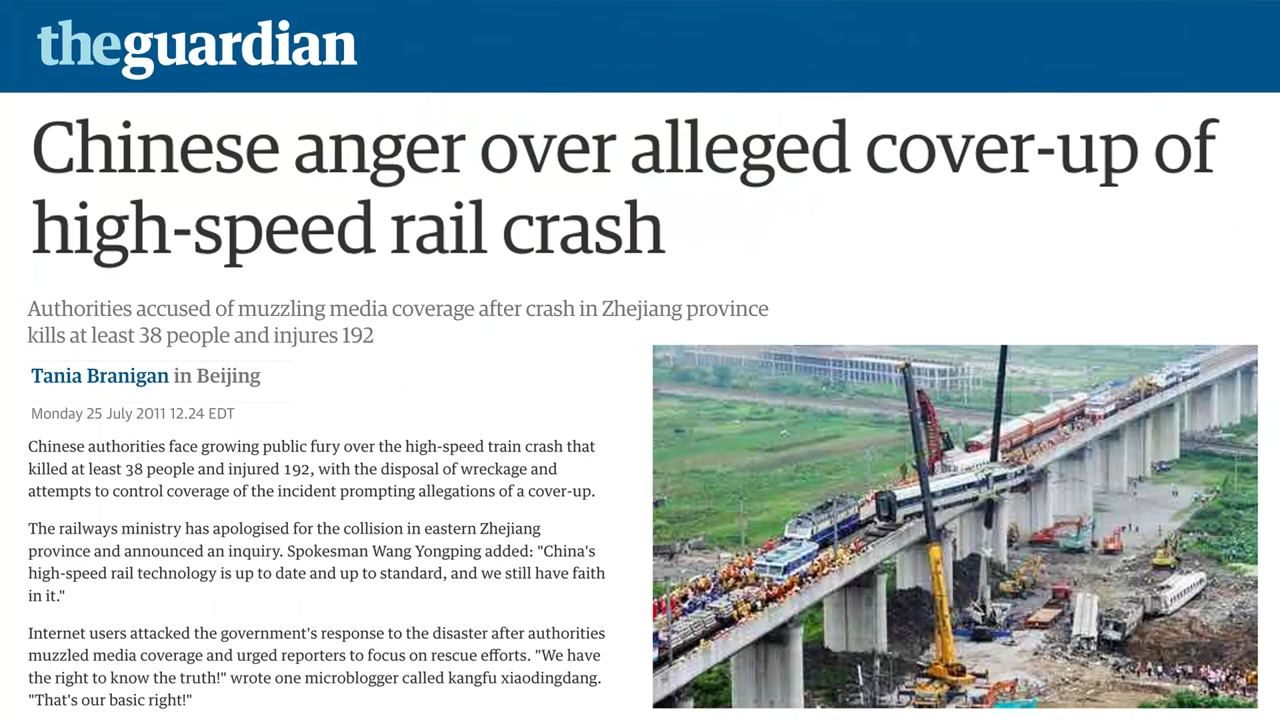 theguardian
Chinese anger over alleged cover-up of
high-speed rail crash
Authorities accused of muzzling media coverage after crash in Zhejiang province
kills at least 38 people and injures 192
Tania Branigan in Beijing
Monday 25 July 2011 12.24 EDT
Chinese authorities face growing public fury over the high-speed train crash that
killed at least 38 people and injured 192, with the disposal of wreckage and
attempts to control coverage of the incident prompting allegations of a cover-up.
The railways ministry has apologised for the collision in eastern Zhejiang
province and announced an inquiry. Spokesman Wang Yongping added: "China's
high-speed rail technology is up to date and up to standard, and we still have faith
in it."
Internet users attacked the government's response to the disaster after authorities
muzzled media coverage and urged reporters to focus on rescue efforts. "We have
the right to know the truth!" wrote one microblogger called kangfu xiaodingdang.
"That's our basic right!"